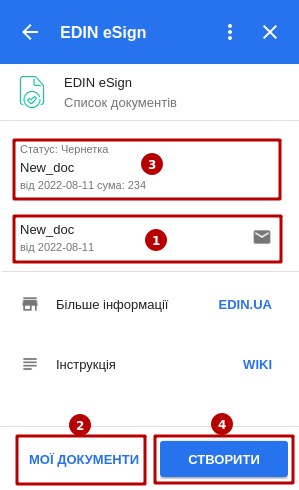 EDIN eSign
EDIN eSign
Список документів
Статус: Чернетка
New_doc
від 2022-08-11 сума: 234
3
New_doc
від 2022-08-11
1
Більше інформації EDIN.UA
Інструкція WIKI
2
4
МОЇ ДОКУМЕНТИ
СТВОРИТИ